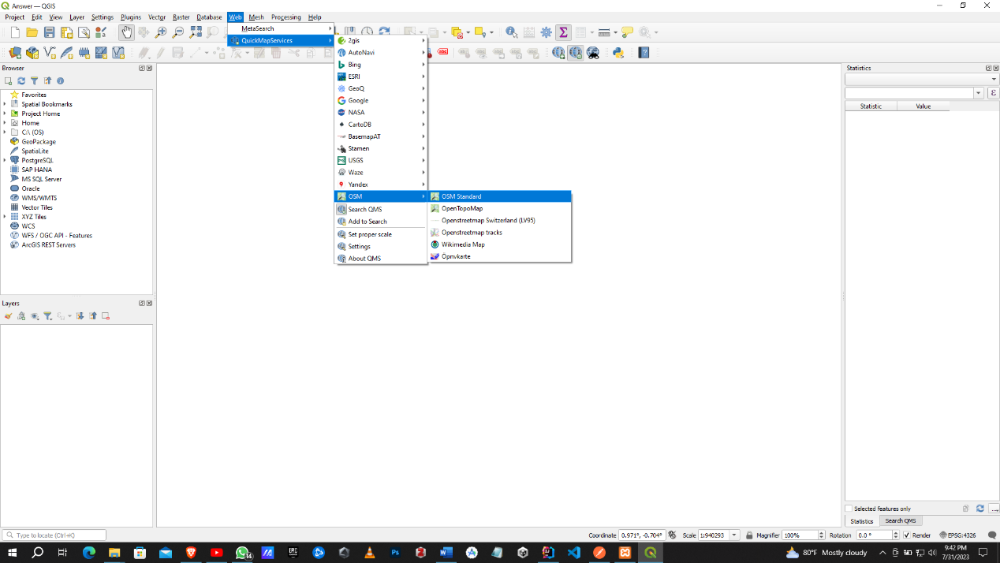 Answer — QGIS
Project Edit View Layer Settings Plugins Vector Raster Database Web Mesh Processing Help
MetaSearch
QuickMapServices
2gis
AutoNavi
Bing
ESRI
GeoQ
Google
NASA
CartoDB
BasemapAT
Stamen
USGS
Waze
Yandex
OSM
Search QMS
Add to Search
Set proper scale
Settings
About QMS
OSM Standard
OpenTopoMap
Openstreetmap Switzerland (LV95)
Openstreetmap tracks
Wikimedia Map
Öpnvkarte
Browser
Favorites
Spatial Bookmarks
Project Home
Home
C:\ (OS)
GeoPackage
SpatiaLite
PostgreSQL
SAP HANA
MS SQL Server
Oracle
WMS/WMTS
Vector Tiles
XYZ Tiles
WCS
WFS / OGC API - Features
ArcGIS REST Servers
Layers
Statistics
Statistic Value
Selected features only
Statistics Search QMS
Type to locate (Ctrl+K)
Coordinate 0.971°, -0.704° Scale 1:940293 Magnifier 100% Rotation 0.0 ° Render EPSG:4326
14
Ps
80°F Mostly cloudy
9:42 PM
7/31/2023